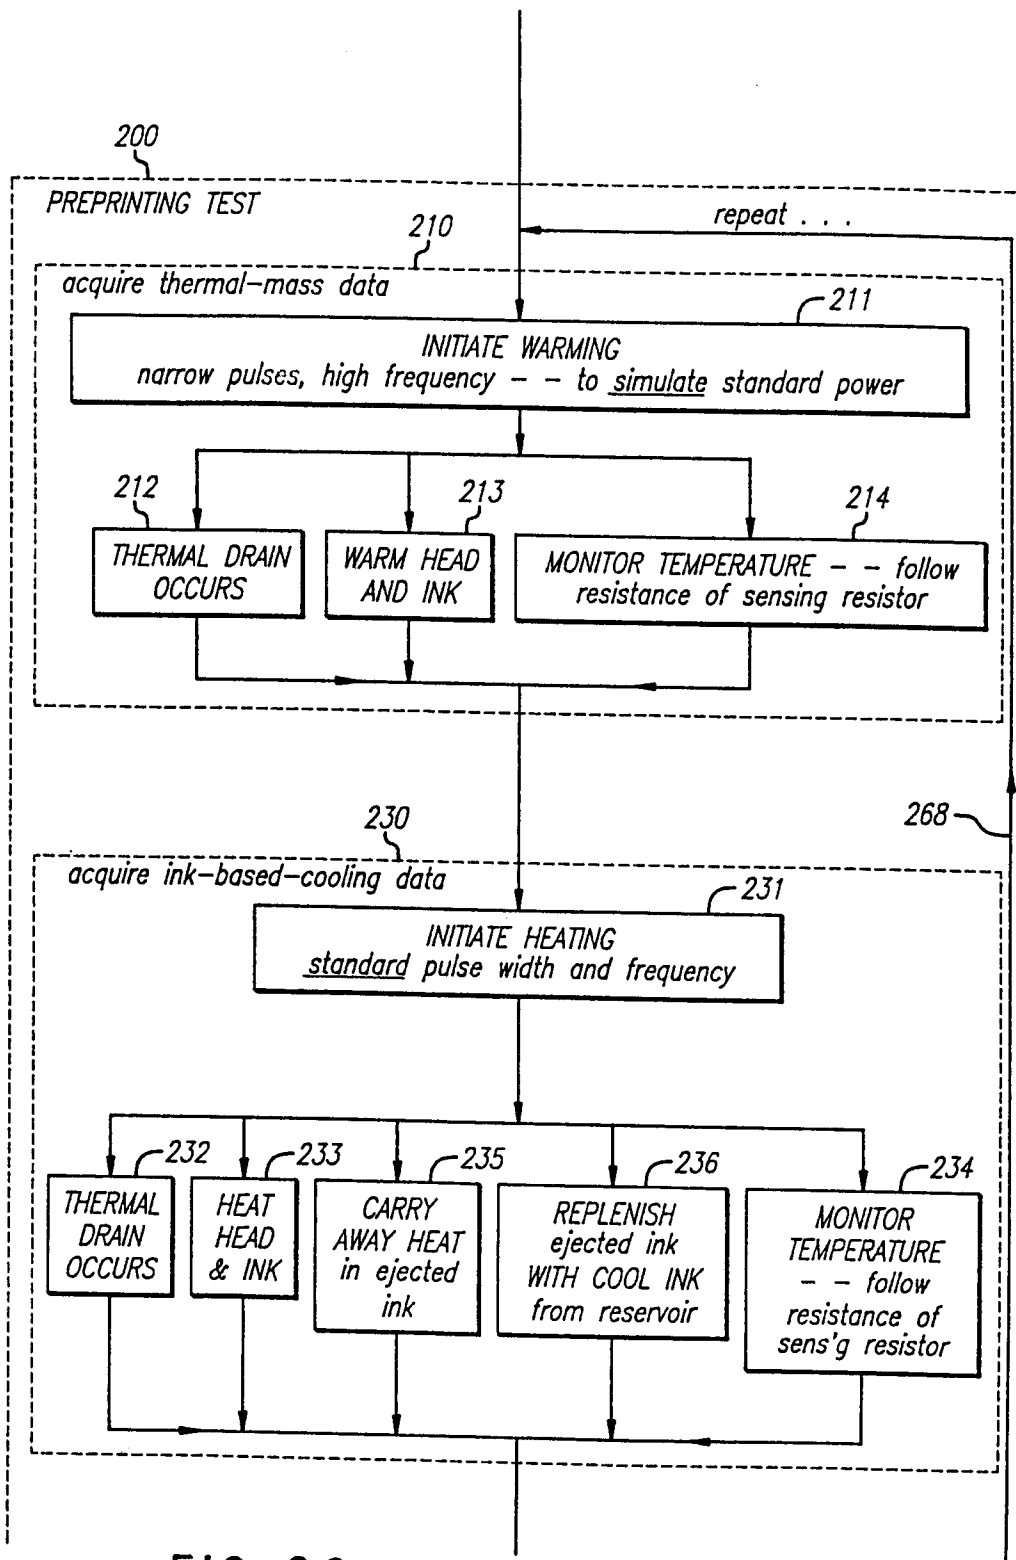 200
PREPRINTING TEST
repeat . . .
210
acquire thermal-mass data
211
INITIATE WARMING
narrow pulses, high frequency - - to simulate standard power
212
213
214
THERMAL DRAIN
OCCURS
WARM HEAD
AND INK
MONITOR TEMPERATURE - - follow
resistance of sensing resistor
268
230
acquire ink-based-cooling data
231
INITIATE HEATING
standard pulse width and frequency
232
233
235
236
234
THERMAL
DRAIN
OCCURS
HEAT
HEAD
& INK
CARRY
AWAY HEAT
in ejected
ink
REPLENISH
ejected ink
WITH COOL INK
from reservoir
MONITOR
TEMPERATURE
- - follow
resistance of
sens'g resistor